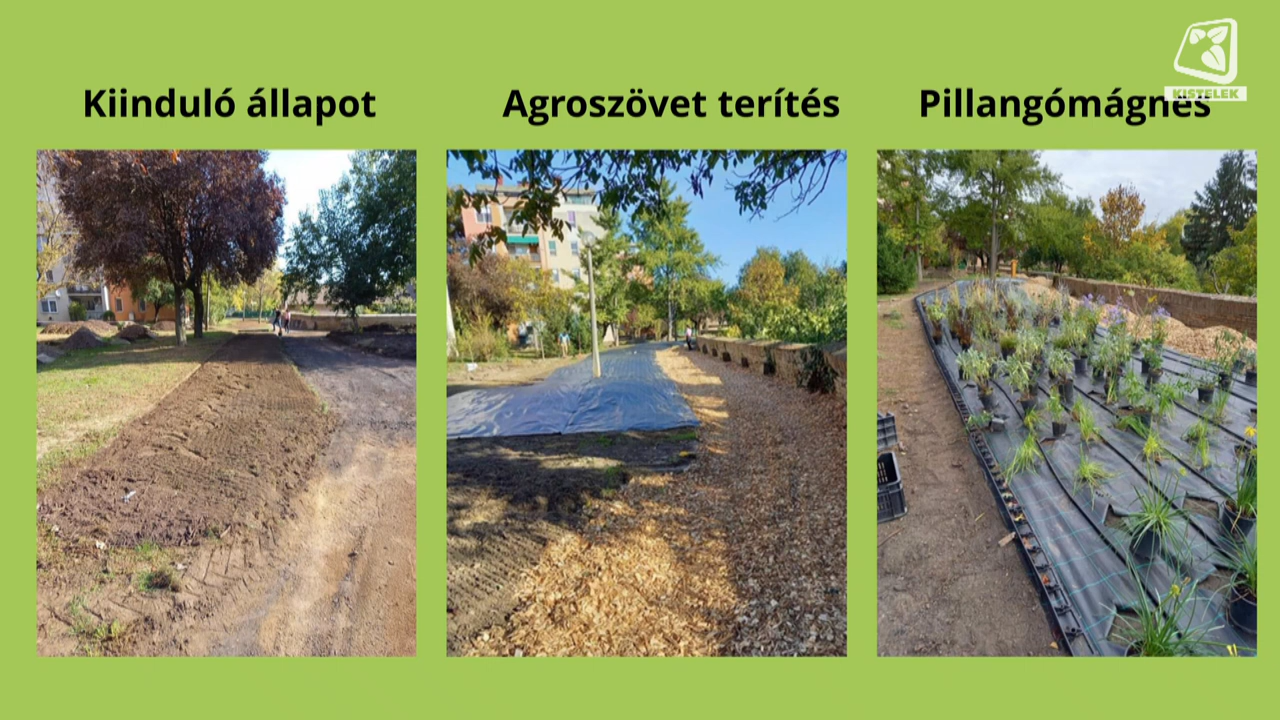 Kiinduló állapot
Agroszövet terítés
Pillangómágnes
KISTELEK